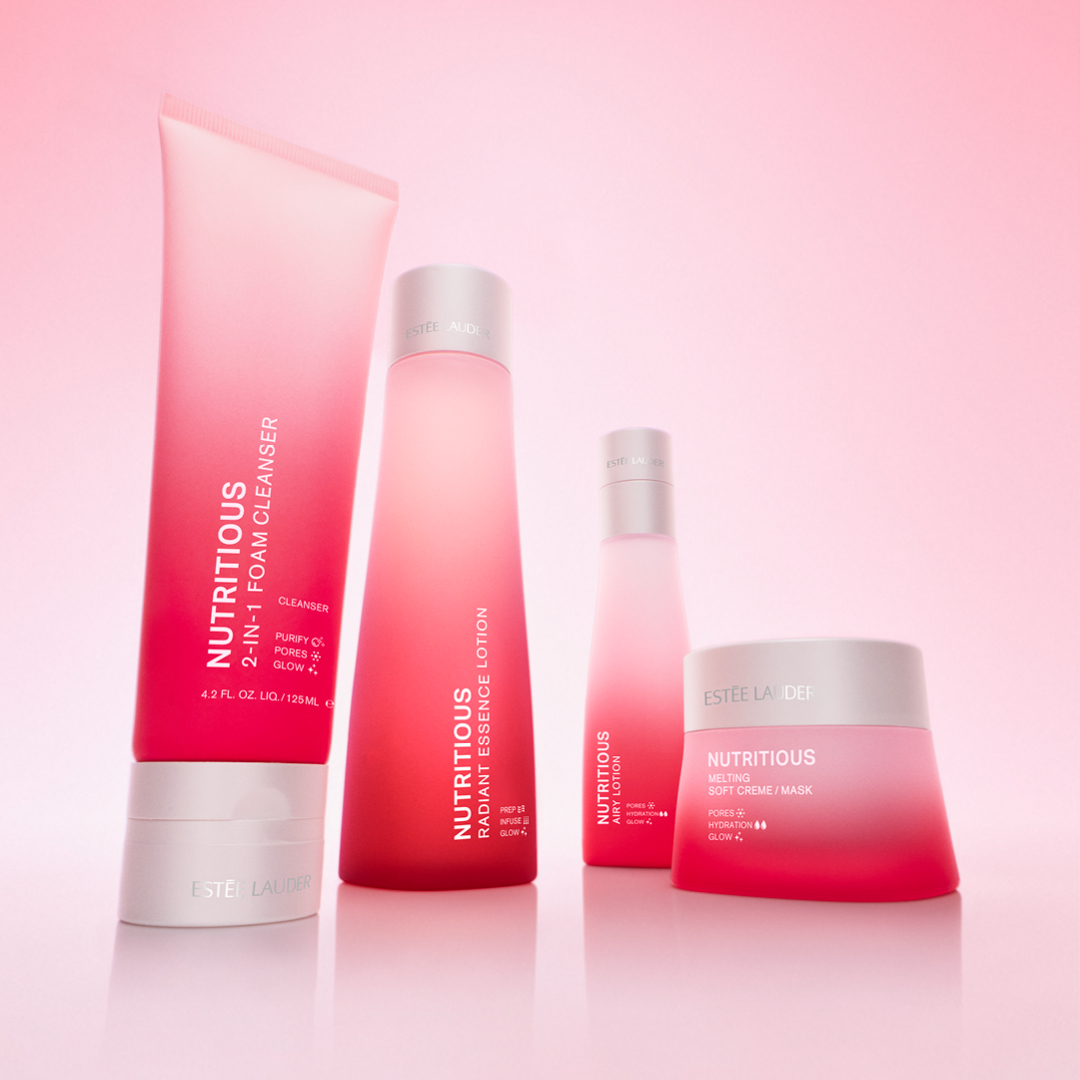 NUTRITIOUS
2-IN-1 FOAM CLEANSER
CLEANSER
PURIFY
PORES
GLOW
4.2 FL. OZ. LIQ./125ML ℮
ESTĒE LAUDER
ESTĒE LAUDER
NUTRITIOUS
RADIANT ESSENCE LOTION
PREP
INFUSE
GLOW
ESTĒE LAUDER
NUTRITIOUS
AIRY LOTION
PORES
HYDRATION
GLOW
ESTĒE LAUDER
NUTRITIOUS
MELTING
SOFT CREME / MASK
PORES
HYDRATION
GLOW